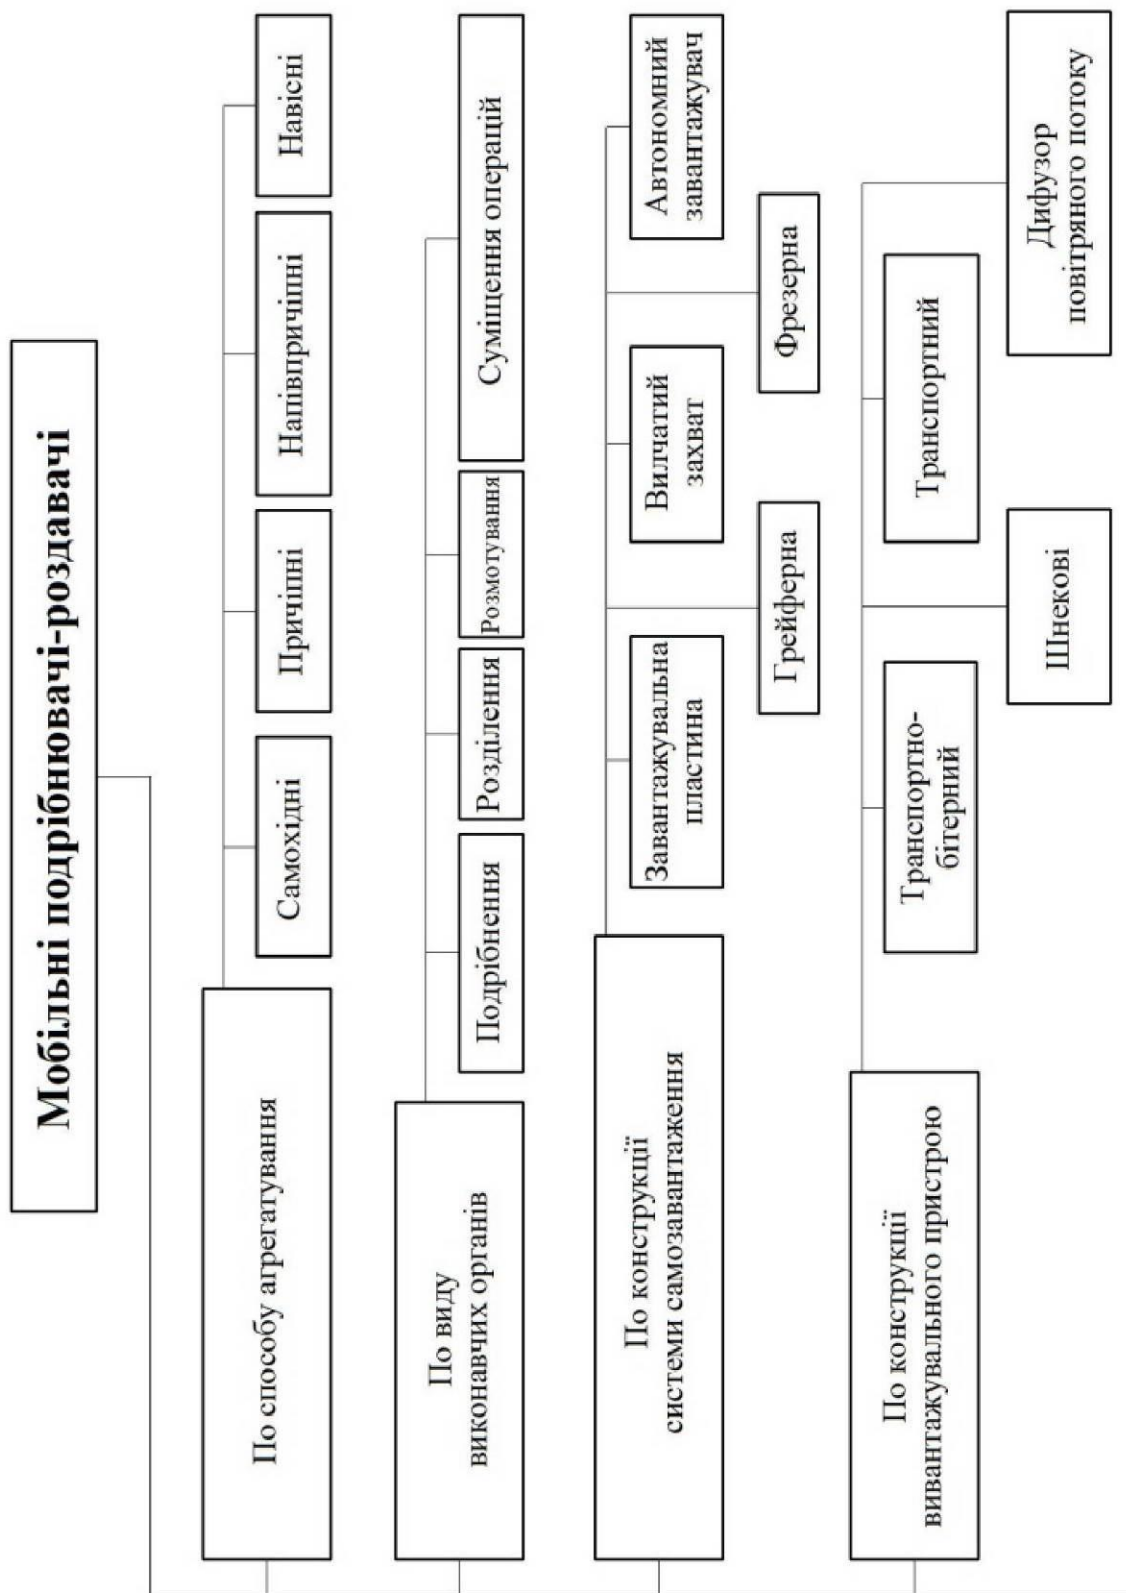 Мобільні подрібнювачі-роздавачі
По способу агрегатування
Самохідні
Причіпні
Напівпричіпні
Навісні
По виду
виконавчих органів
Подрібнення
Розділення
Розмотування
Суміщення операцій
По конструкції
системи самозавантаження
Завантажувальна
пластина
Грейферна
Вилчатий
захват
Фрезерна
Автономний
завантажувач
По конструкції
вивантажувального пристрою
Транспортно-
бітерний
Шнекові
Транспортний
Дифузор
повітряного потоку